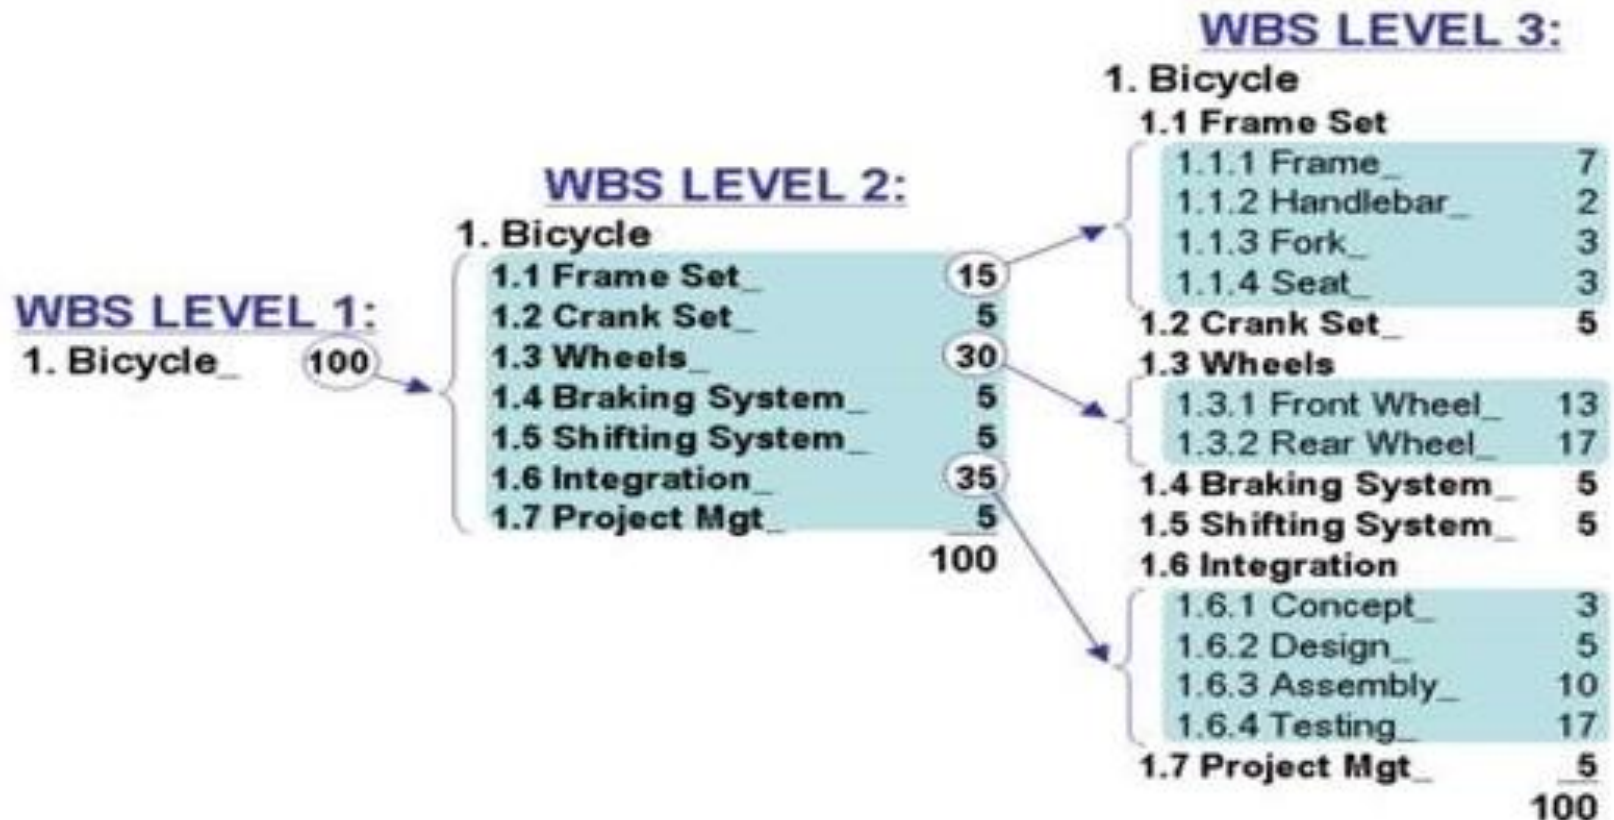 WBS LEVEL 1:
1. Bicycle_ 100
WBS LEVEL 2:
1. Bicycle
1.1 Frame Set_ 15
1.2 Crank Set_ 5
1.3 Wheels_ 30
1.4 Braking System_ 5
1.5 Shifting System_ 5
1.6 Integration_ 35
1.7 Project Mgt_ 5
100
WBS LEVEL 3:
1. Bicycle
1.1 Frame Set
1.1.1 Frame_ 7
1.1.2 Handlebar_ 2
1.1.3 Fork_ 3
1.1.4 Seat_ 3
1.2 Crank Set_ 5
1.3 Wheels
1.3.1 Front Wheel_ 13
1.3.2 Rear Wheel_ 17
1.4 Braking System_ 5
1.5 Shifting System_ 5
1.6 Integration
1.6.1 Concept_ 3
1.6.2 Design_ 5
1.6.3 Assembly_ 10
1.6.4 Testing_ 17
1.7 Project Mgt_ 5
100